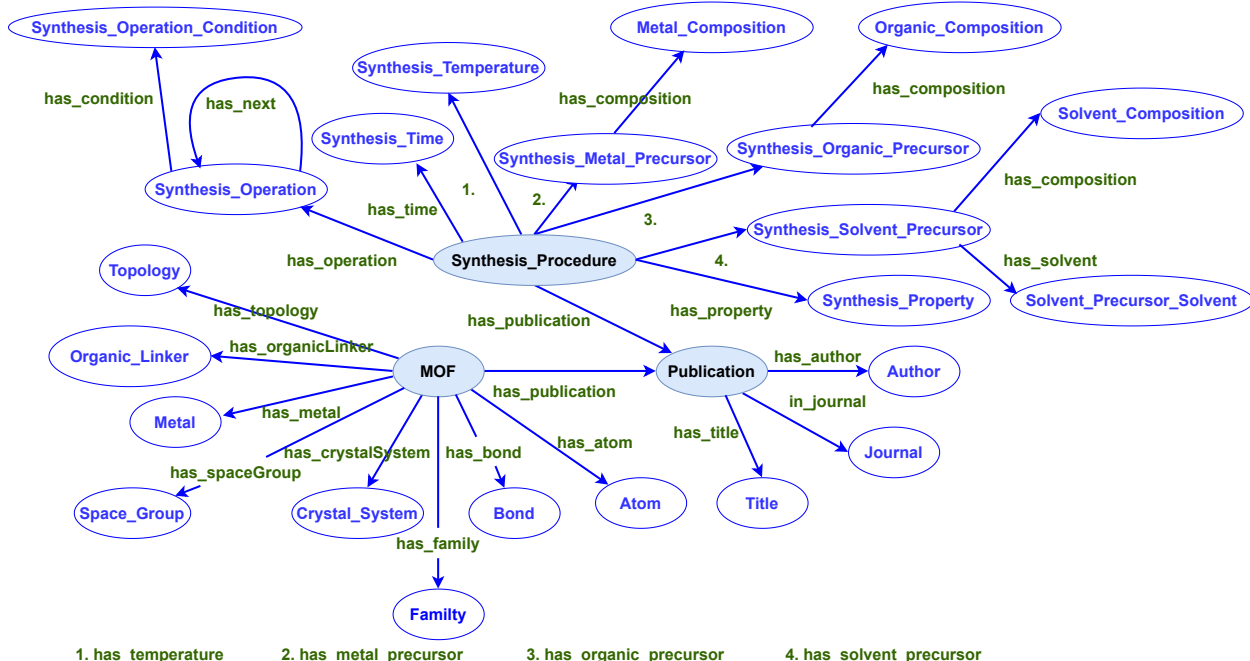 Synthesis_Operation_Condition
Metal_Composition
Organic_Composition
Synthesis_Temperature
has_condition
has_next
has_composition
has_composition
Solvent_Composition
Synthesis_Time
Synthesis_Metal_Precursor
Synthesis_Organic_Precursor
Synthesis_Operation
1.
2.
has_composition
has_time
3.
Synthesis_Solvent_Precursor
has_operation
Synthesis_Procedure
4.
has_solvent
Topology
Synthesis_Property
Solvent_Precursor_Solvent
has_topology
has_publication
has_property
Organic_Linker
has_organicLinker
MOF
Publication
has_author
Author
has_publication
Metal
has_metal
in_journal
has_title
has_spaceGroup
has_crystalSystem
has_bond
has_atom
Journal
Space_Group
Crystal_System
Bond
Atom
Title
has_family
Familty
1. has_temperature 2. has_metal_precursor 3. has_organic_precursor 4. has_solvent_precursor